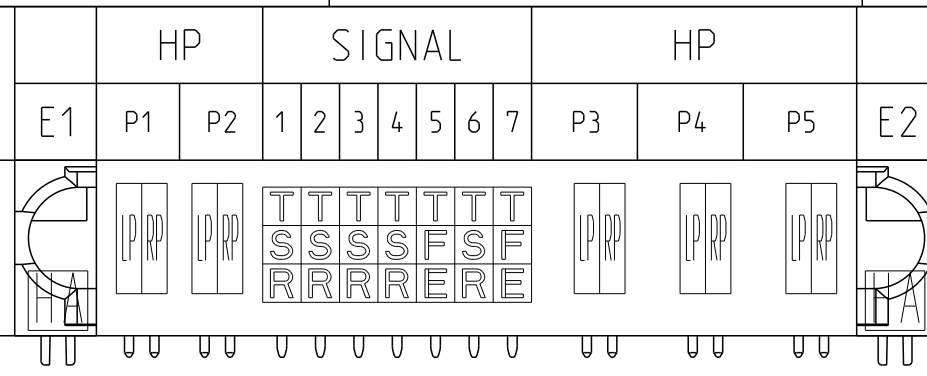 HP SIGNAL HP
E1 P1 P2 1 2 3 4 5 6 7 P3 P4 P5 E2
LP RP LP RP T T T T T T T LP RP LP RP LP RP
S S S S F S F
R R R R E R E
HA HA